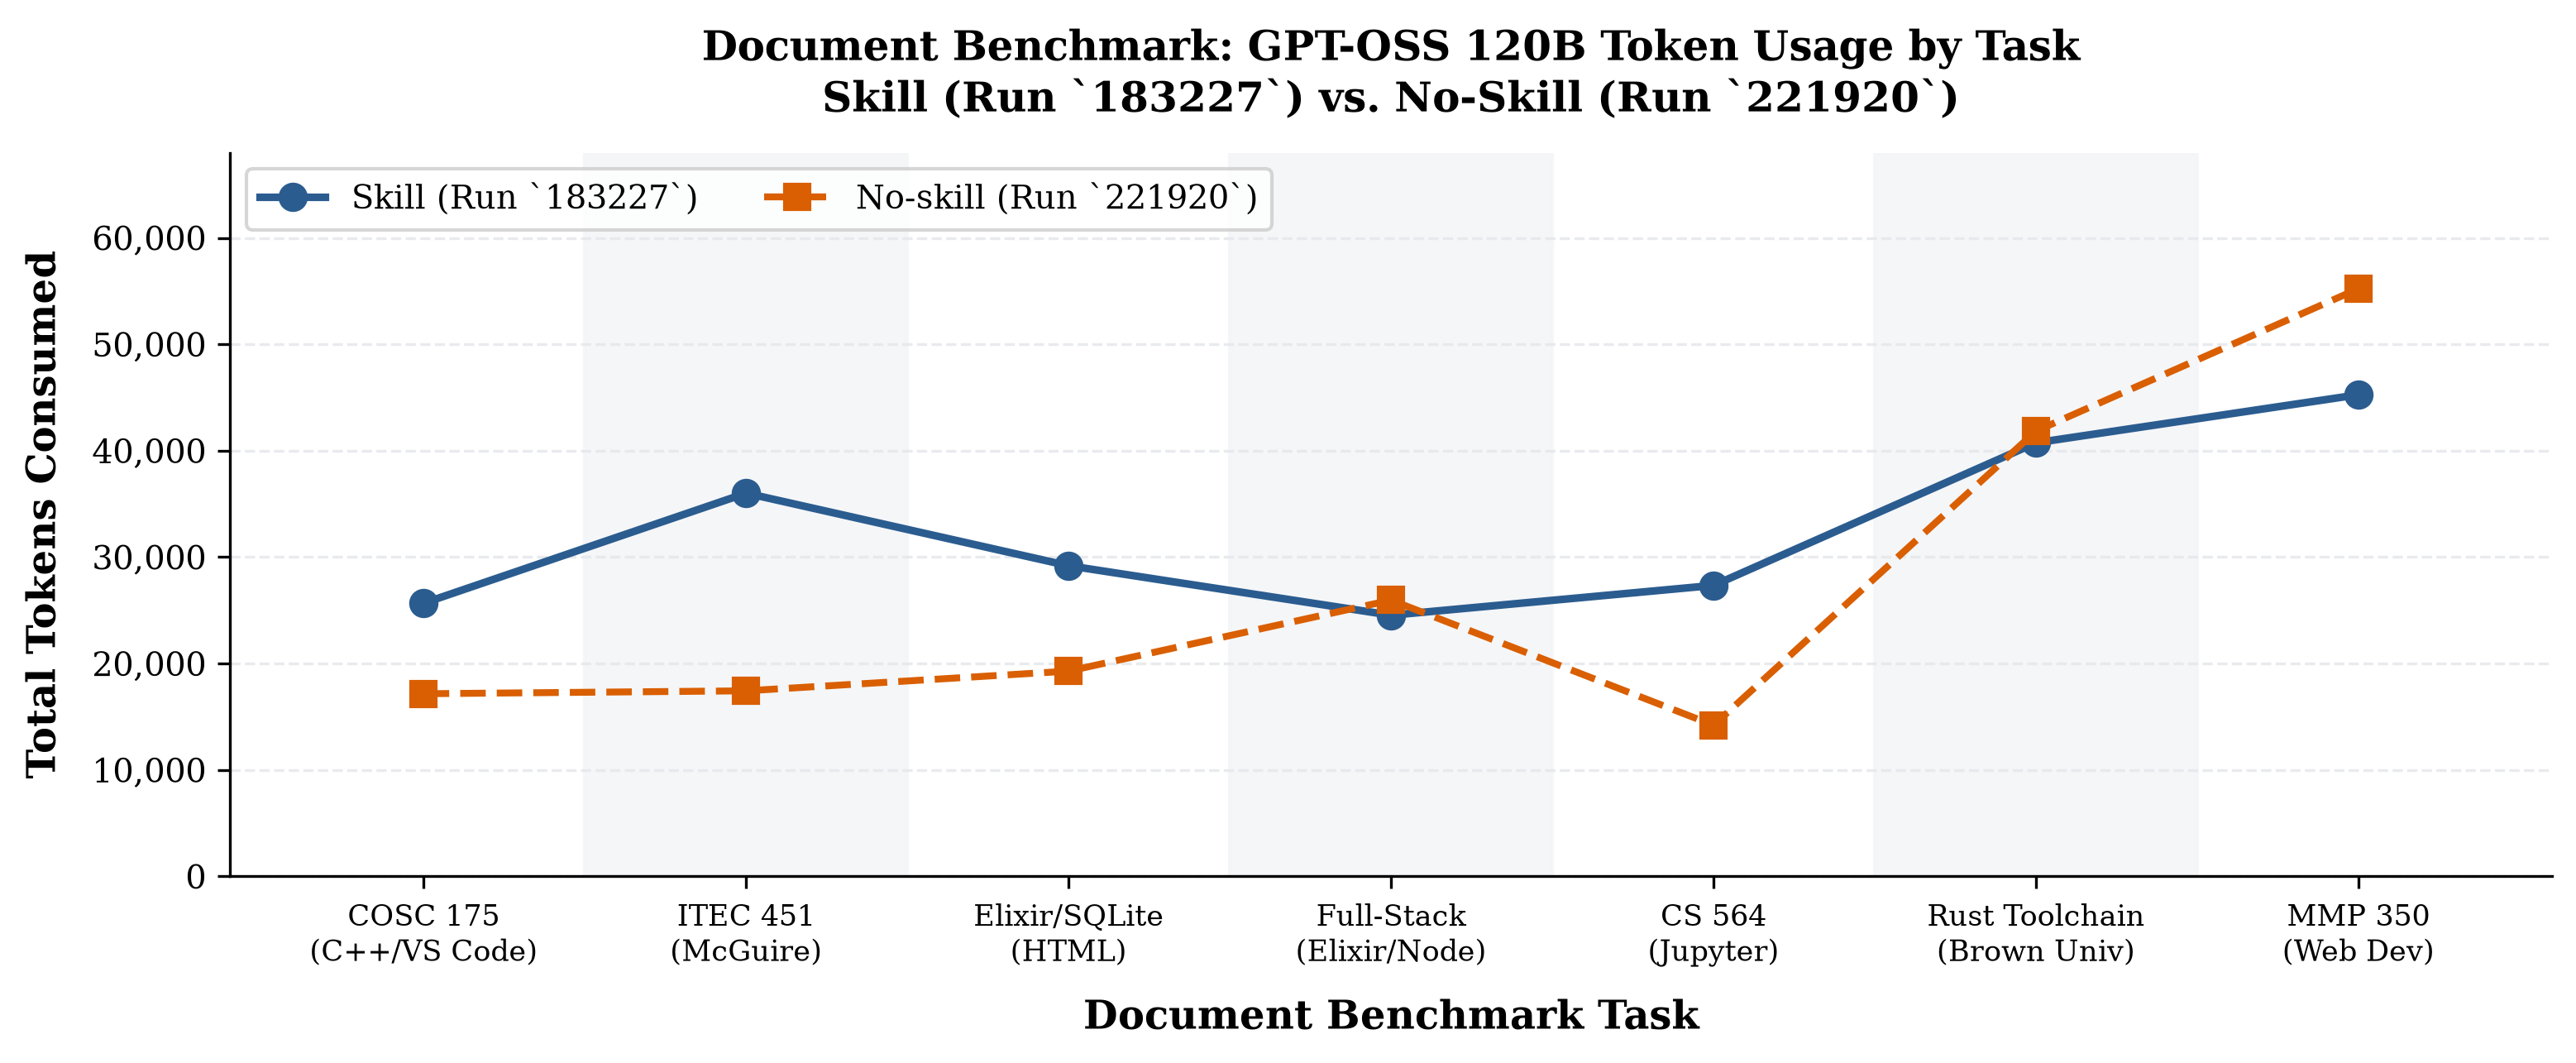 Document Benchmark: GPT-OSS 120B Token Usage by Task
Skill (Run `183227`) vs. No-Skill (Run `221920`)
Skill (Run `183227`)
No-skill (Run `221920`)
Total Tokens Consumed
60,000
50,000
40,000
30,000
20,000
10,000
0
COSC 175
(C++/VS Code)
ITEC 451
(McGuire)
Elixir/SQLite
(HTML)
Full-Stack
(Elixir/Node)
CS 564
(Jupyter)
Rust Toolchain
(Brown Univ)
MMP 350
(Web Dev)
Document Benchmark Task